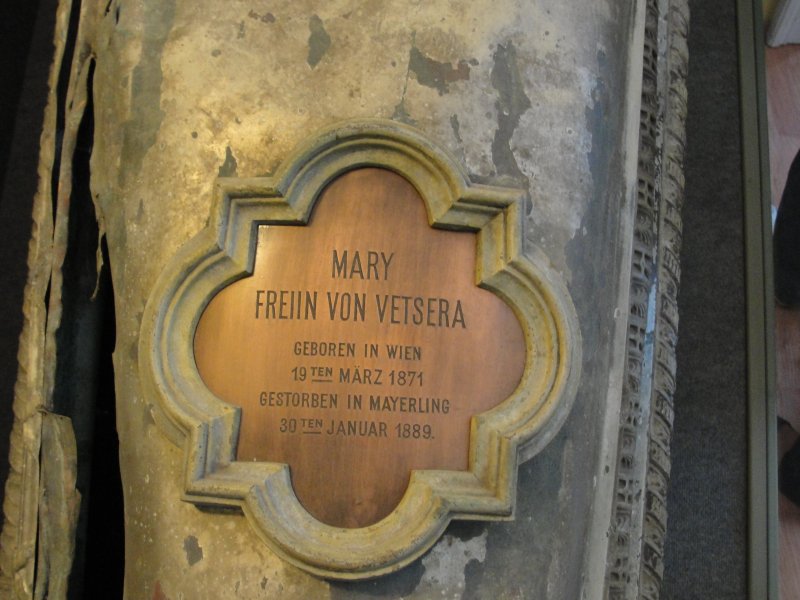 MARY
FREIIN VON VETSERA
GEBOREN IN WIEN
19TEN MÄRZ 1871
GESTORBEN IN MAYERLING
30TEN JANUAR 1889.